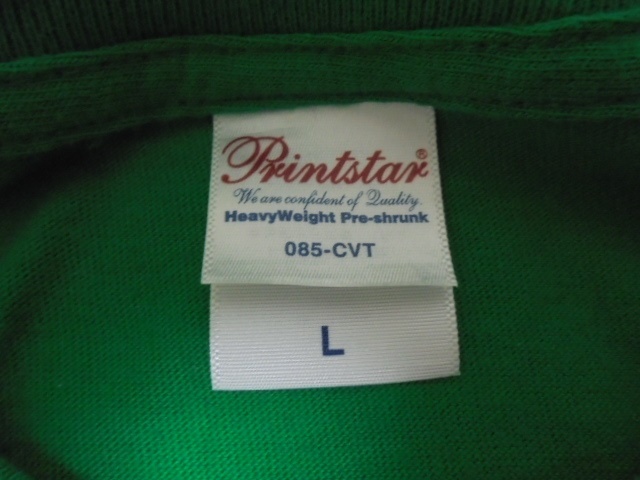 Printstar®
We are confident of Quality.
HeavyWeight Pre-shrunk
085-CVT
L